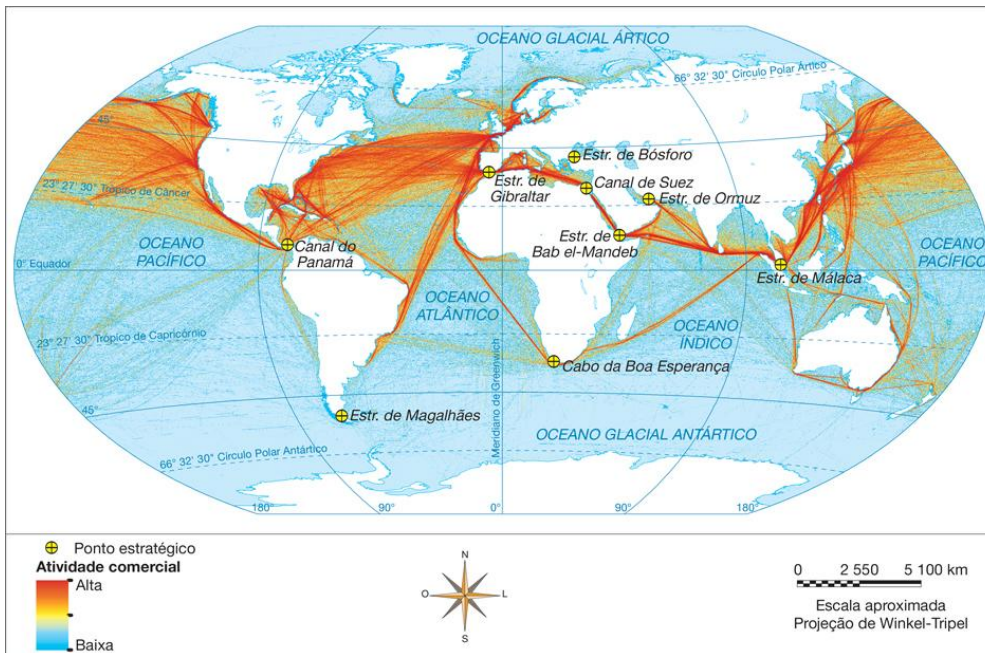 OCEANO GLACIAL ÁRTICO
66° 32' 30" Círculo Polar Ártico
45°
Estr. de Bósforo
Estr. de
Gibraltar
Canal de Suez
Estr. de Ormuz
23° 27' 30" Trópico de Câncer
OCEANO
PACÍFICO
Canal do
Panamá
Estr. de
Bab el-Mandeb
OCEANO
PACÍFICO
0° Equador
Estr. de Málaca
OCEANO
ATLÂNTICO
OCEANO
ÍNDICO
23° 27' 30" Trópico de Capricórnio
Cabo da Boa Esperança
Meridiano de Greenwich
45°
Estr. de Magalhães
OCEANO GLACIAL ANTÁRTICO
66° 32' 30" Círculo Polar Antártico
180°
90°
0°
90°
180°
Ponto estratégico
Atividade comercial
Alta
Baixa
N
O
L
S
0 2 550 5 100 km
Escala aproximada
Projeção de Winkel-Tripel